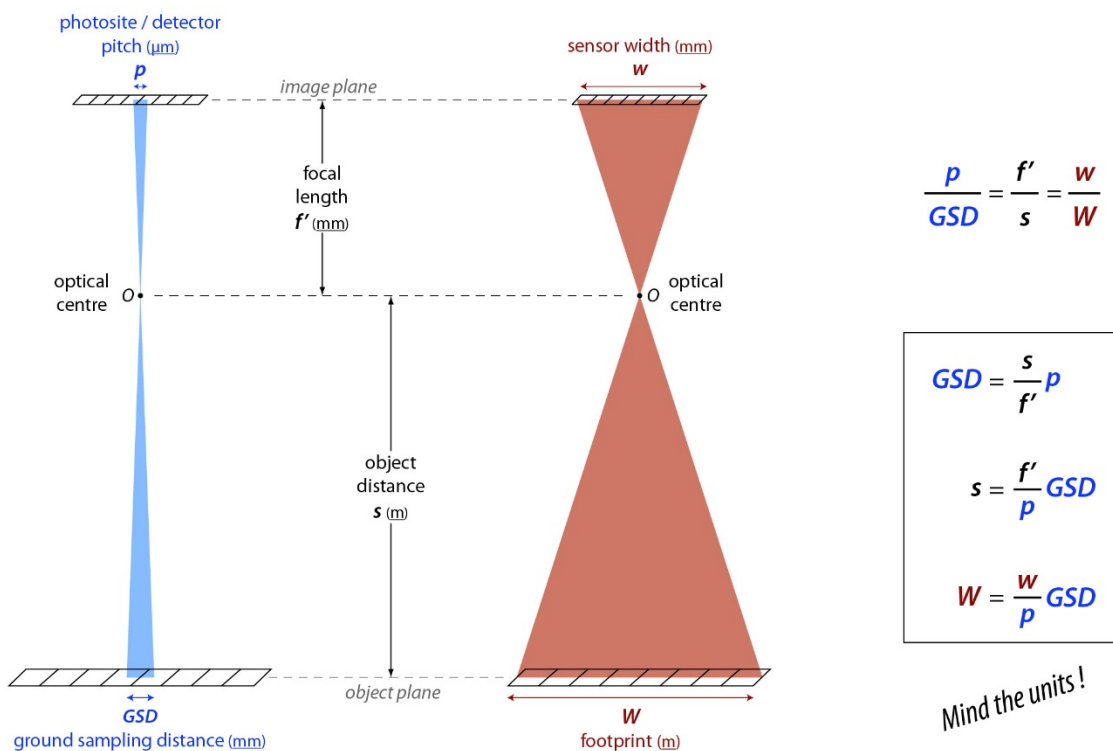 photosite / detector
pitch (µm)
p
image plane
sensor width (mm)
w
focal
length
f' (mm)
p / GSD = f' / s = w / W
optical
centre
O
O
optical
centre
object
distance
s (m)
GSD = s / f' p
s = f' / p GSD
W = w / p GSD
object plane
GSD
ground sampling distance (mm)
W
footprint (m)
Mind the units !